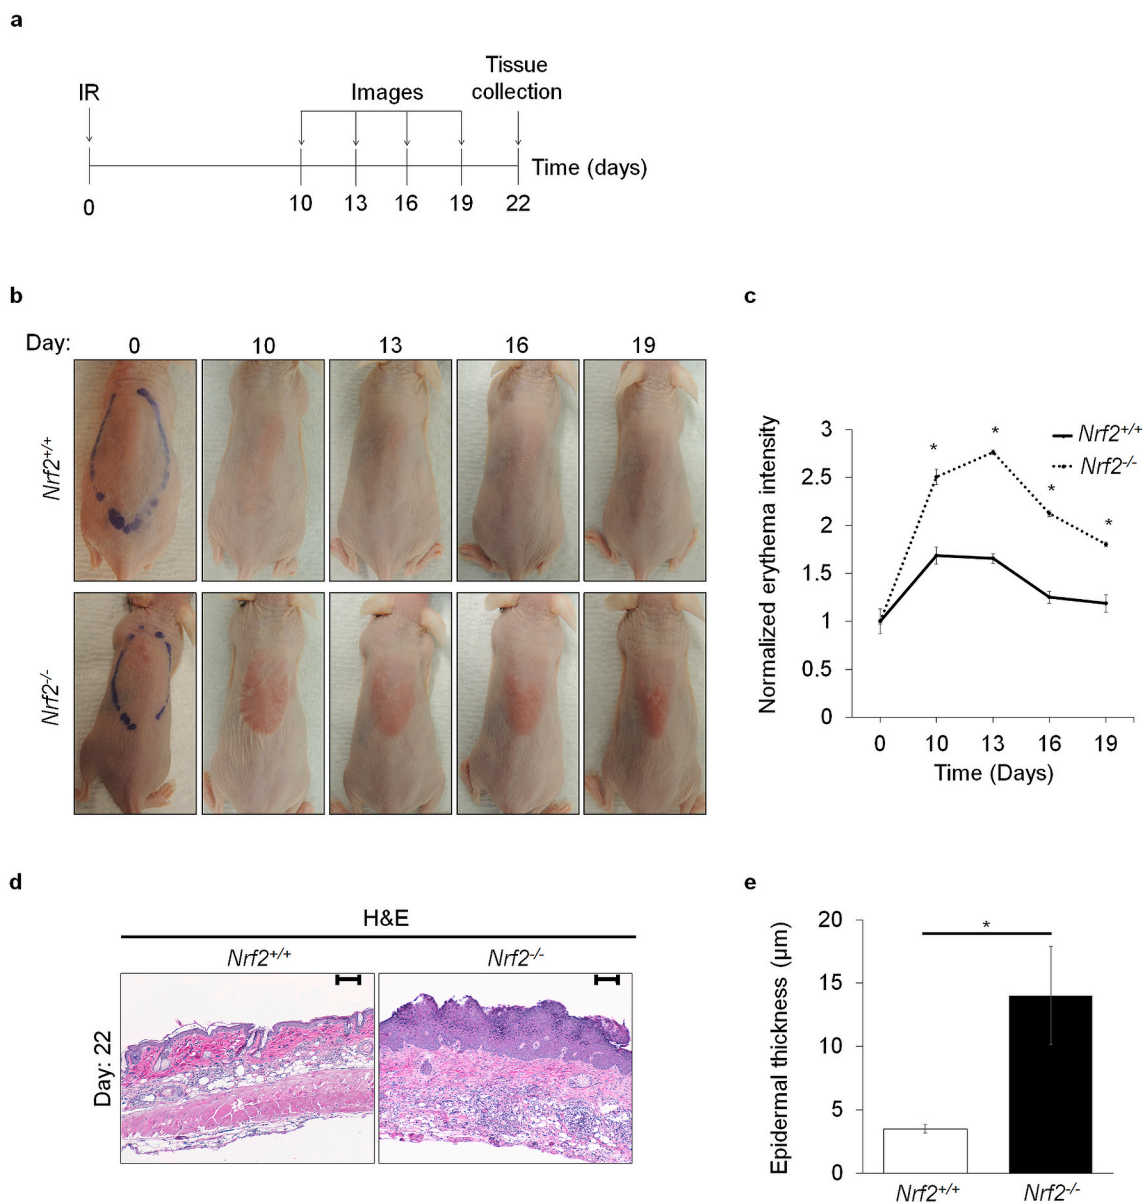 a
IR
Images
Tissue
collection
Time (days)
0
10
13
16
19
22
b
Day:
0
10
13
16
19
Nrf2+/+
Nrf2-/-
c
Normalized erythema intensity
3
2.5
2
1.5
1
0.5
0
0
10
13
16
19
Time (Days)
Nrf2+/+
Nrf2-/-
*
*
*
*
d
H&E
Nrf2+/+
Nrf2-/-
Day: 22
e
Epidermal thickness (µm)
20
15
10
5
0
*
Nrf2+/+
Nrf2-/-